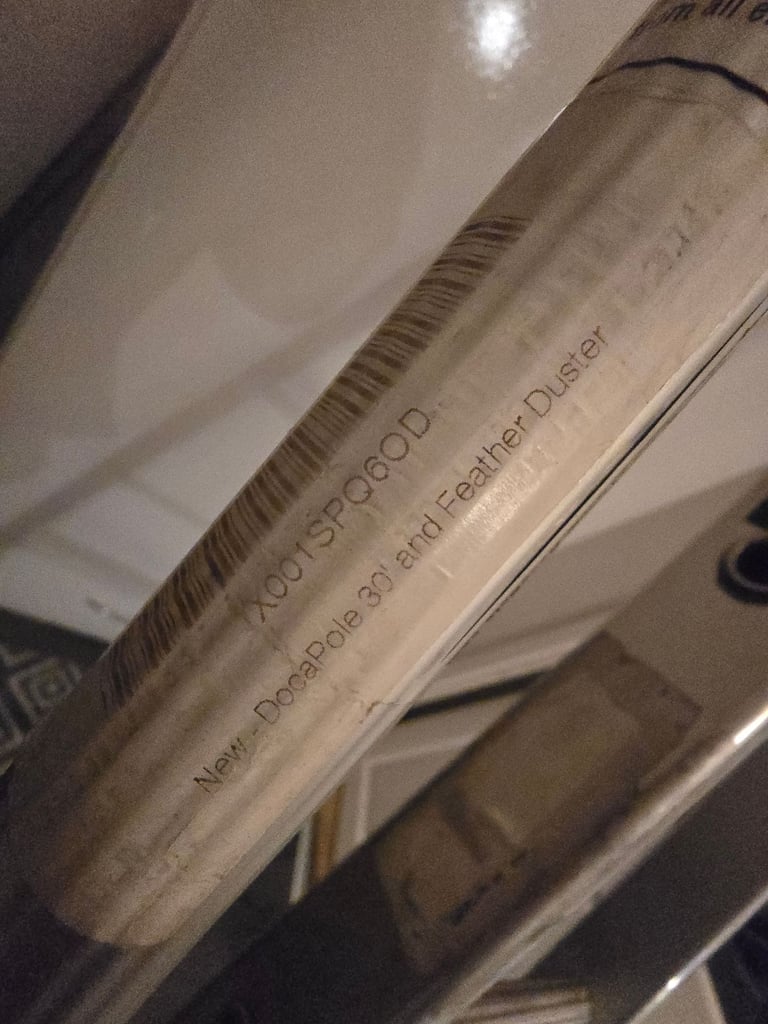 X001SPQ6OD
New - DocaPole 30' and Feather Duster